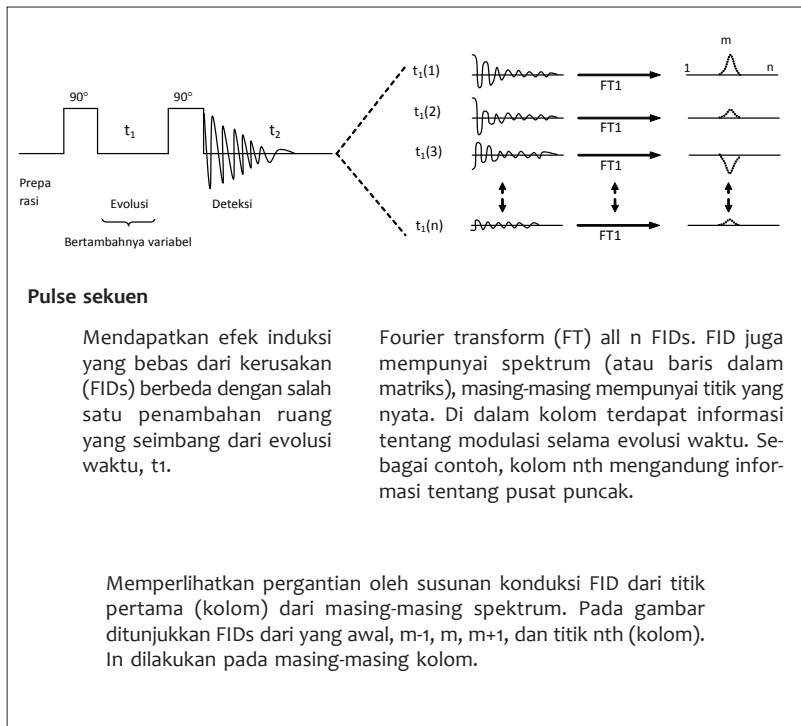 m
t₁(1)
1
n
FT1
90°
90°
t₁
t₂
t₁(2)
FT1
t₁(3)
FT1
Prepa
rasi
Evolusi
Deteksi
Bertambahnya variabel
t₁(n)
FT1
Pulse sekuen
Mendapatkan efek induksi
yang bebas dari kerusakan
(FIDs) berbeda dengan salah
satu penambahan ruang
yang seimbang dari evolusi
waktu, t1.
Fourier transform (FT) all n FIDs. FID juga
mempunyai spektrum (atau baris dalam
matriks), masing-masing mempunyai titik yang
nyata. Di dalam kolom terdapat informasi
tentang modulasi selama evolusi waktu. Se-
bagai contoh, kolom nth mengandung infor-
masi tentang pusat puncak.
Memperlihatkan pergantian oleh susunan konduksi FID dari titik
pertama (kolom) dari masing-masing spektrum. Pada gambar
ditunjukkan FIDs dari yang awal, m-1, m, m+1, dan titik nth (kolom).
In dilakukan pada masing-masing kolom.